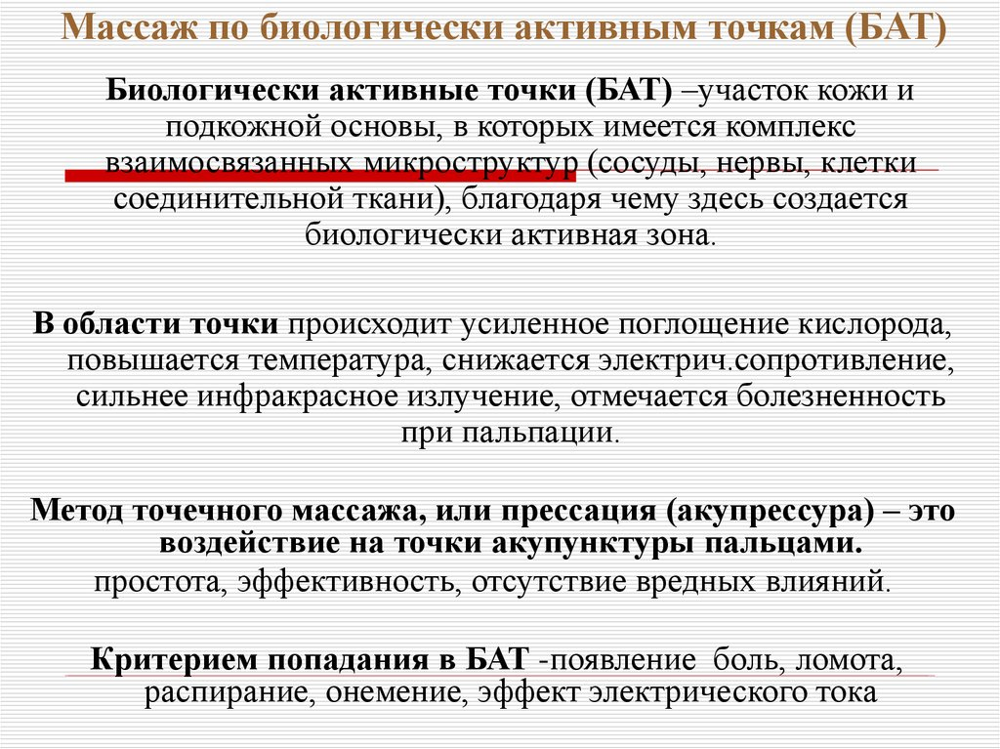 Массаж по биологически активным точкам (БАТ)
Биологически активные точки (БАТ) –участок кожи и
подкожной основы, в которых имеется комплекс
взаимосвязанных микроструктур (сосуды, нервы, клетки
соединительной ткани), благодаря чему здесь создается
биологически активная зона.
В области точки происходит усиленное поглощение кислорода,
повышается температура, снижается электрич.сопротивление,
сильнее инфракрасное излучение, отмечается болезненность
при пальпации.
Метод точечного массажа, или прессация (акупрессура) – это
воздействие на точки акупунктуры пальцами.
простота, эффективность, отсутствие вредных влияний.
Критерием попадания в БАТ -появление  боль, ломота,
распирание, онемение, эффект электрического тока